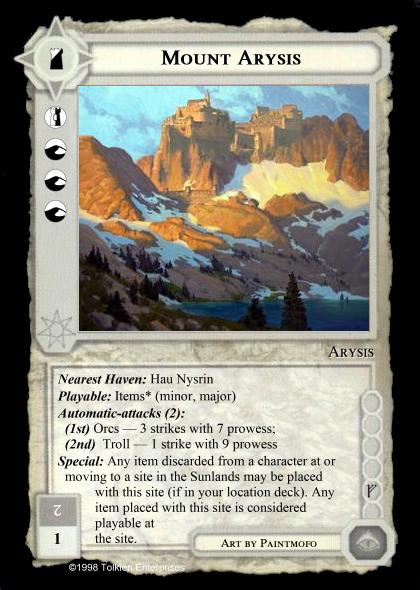 Mount Arysis
Arysis
Nearest Haven: Hau Nysrin
Playable: Items* (minor, major)
Automatic-attacks (2):
(1st) Orcs — 3 strikes with 7 prowess;
(2nd) Troll — 1 strike with 9 prowess
Special: Any item discarded from a character at or
moving to a site in the Sunlands may be placed
with this site (if in your location deck). Any
item placed with this site is considered
playable at
the site.
2
1
Art by Paintmofo
©1998 Tolkien Enterprises